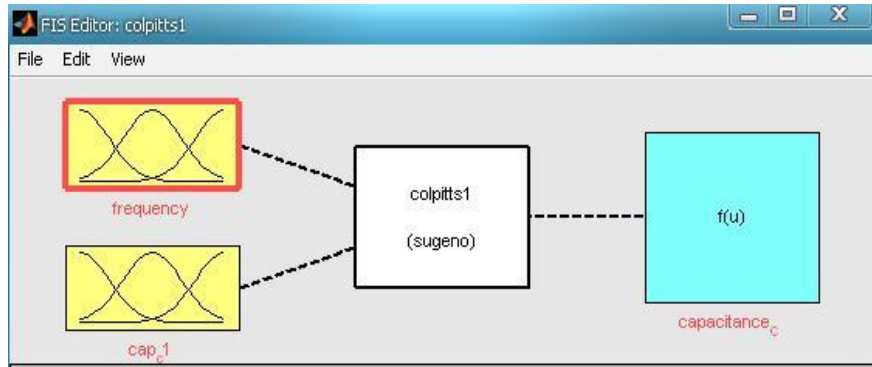 FIS Editor: colpitts1
File Edit View
frequency
colpitts1
(sugeno)
f(u)
cap_c1
capacitance_c